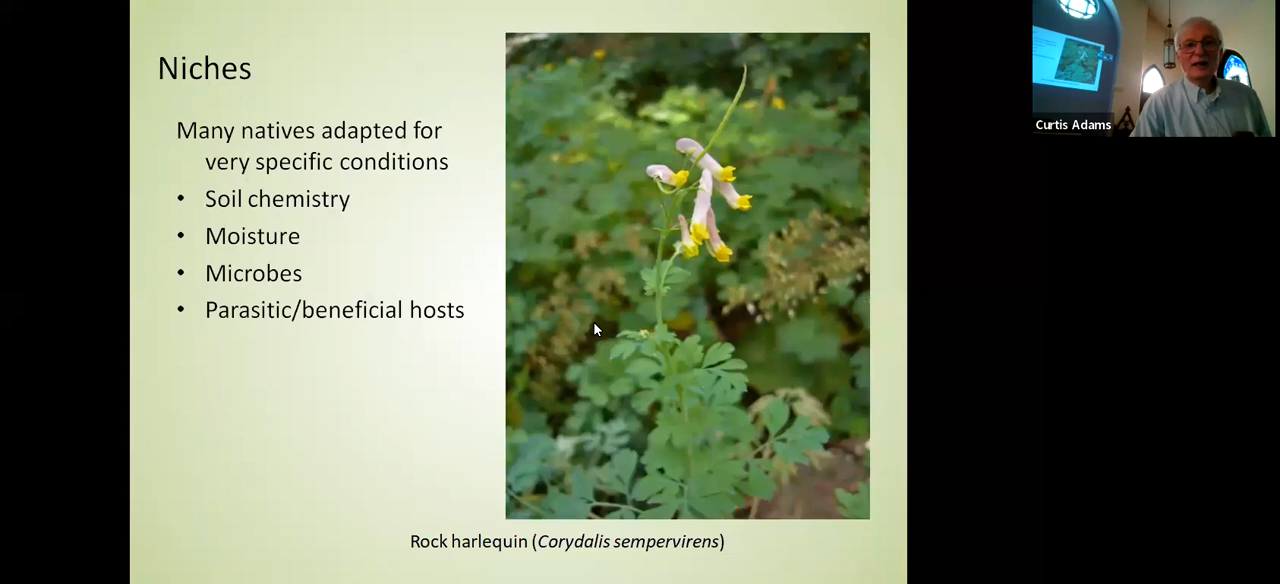 Niches
Many natives adapted for
very specific conditions
• Soil chemistry
• Moisture
• Microbes
• Parasitic/beneficial hosts
Rock harlequin (Corydalis sempervirens)
Curtis Adams